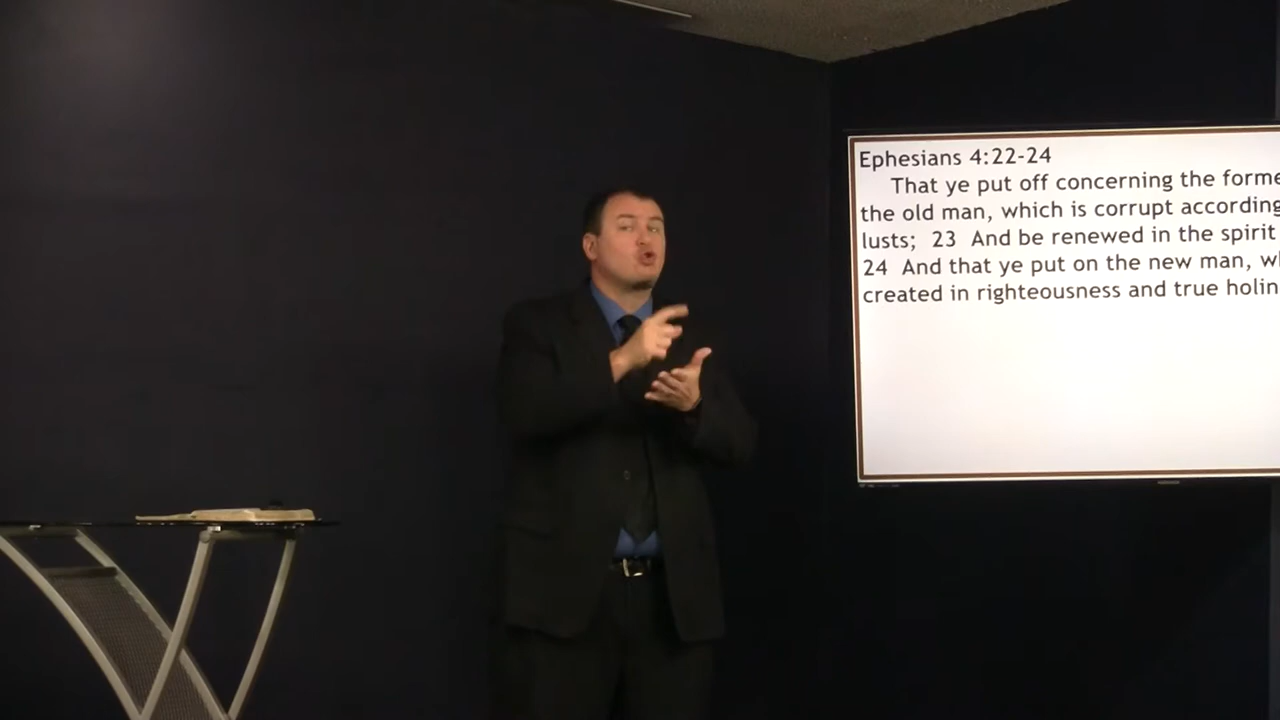 Ephesians 4:22-24
That ye put off concerning the forme
the old man, which is corrupt according
lusts; 23 And be renewed in the spirit
24 And that ye put on the new man, wh
created in righteousness and true holin